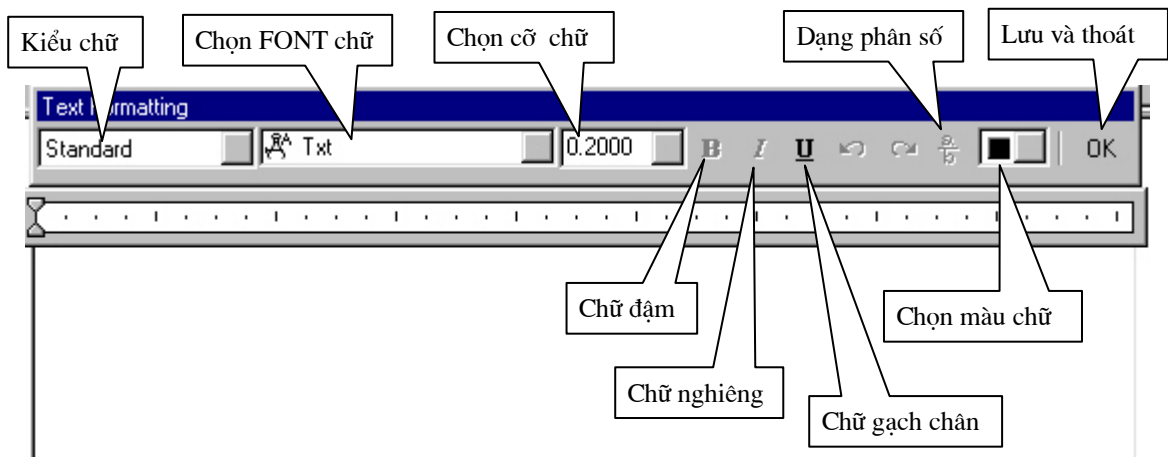 Kiểu chữ
Chọn FONT chữ
Chọn cỡ chữ
Dạng phân số
Lưu và thoát
Text Formatting
Standard Txt 0.2000 B I U a/b OK
Chữ đậm
Chọn màu chữ
Chữ nghiêng
Chữ gạch chân